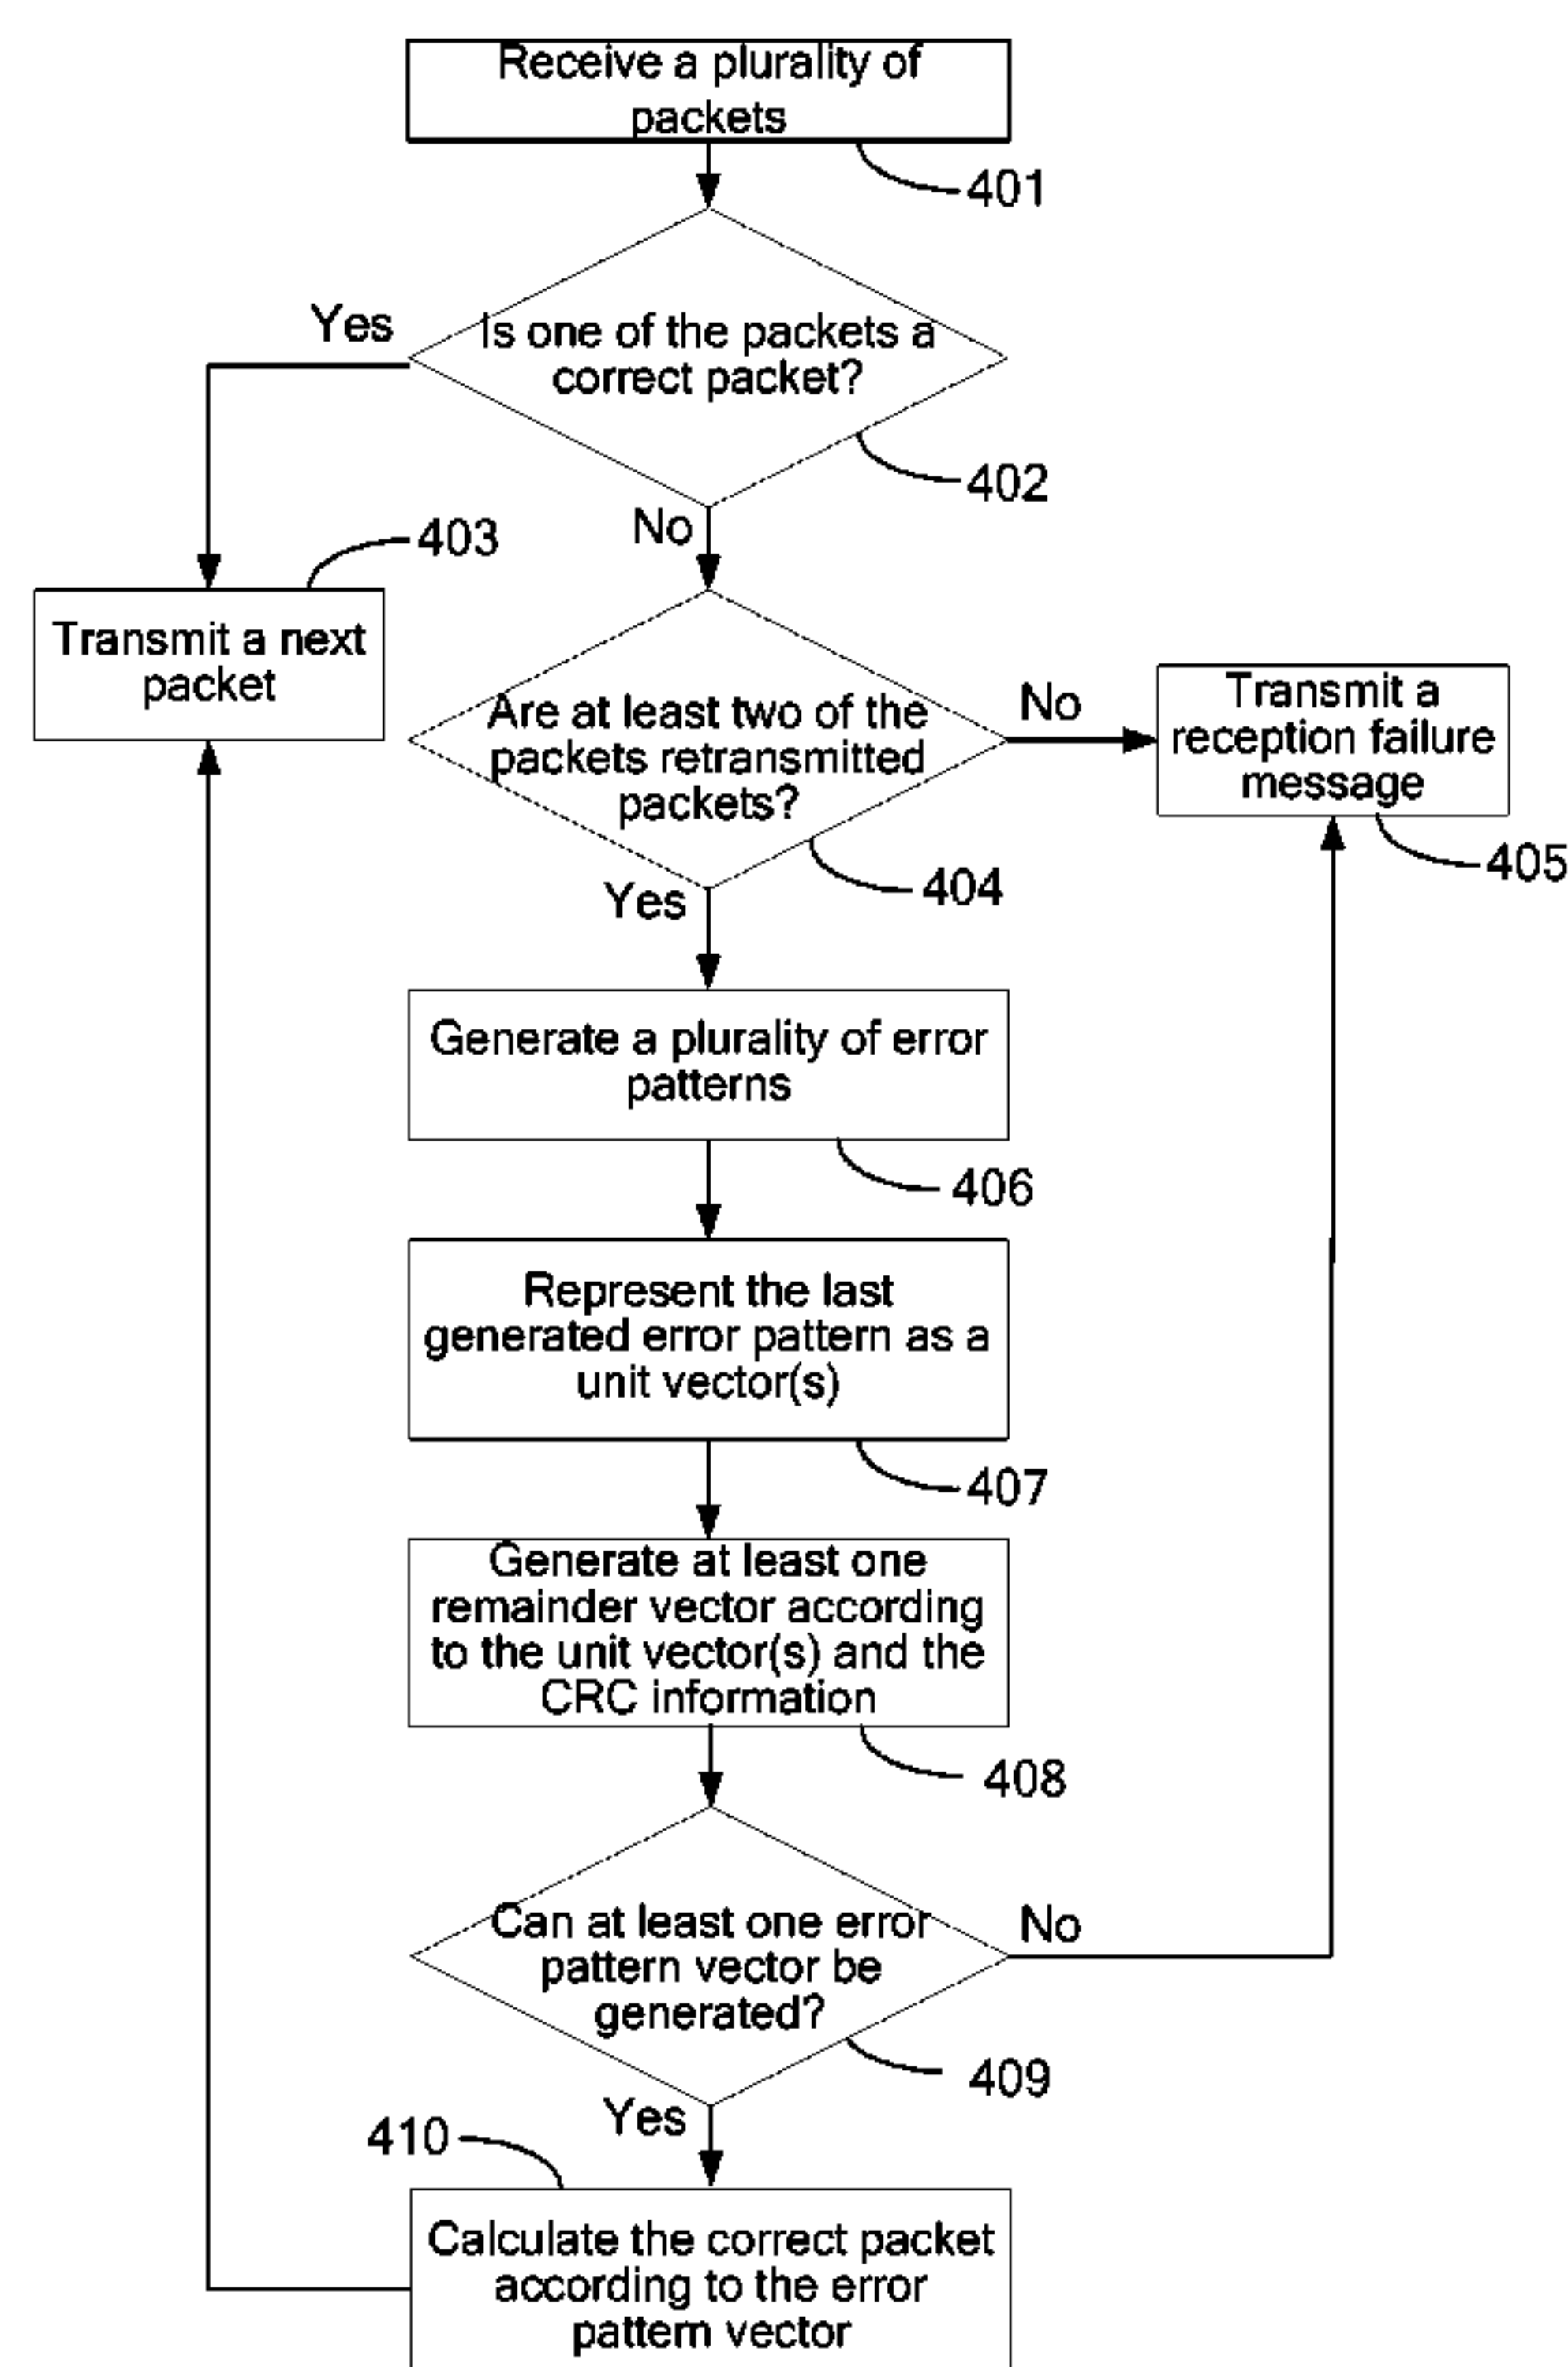 Receive a plurality of
packets
401
Is one of the packets a
correct packet?
Yes
402
No
403
Transmit a next
packet
Are at least two of the
packets retransmitted
packets?
No
Transmit a
reception failure
message
405
404
Yes
Generate a plurality of error
patterns
406
Represent the last
generated error pattern as a
unit vector(s)
407
Generate at least one
remainder vector according
to the unit vector(s) and the
CRC information
408
Can at least one error
pattern vector be
generated?
No
409
Yes
410
Calculate the correct packet
according to the error
pattern vector